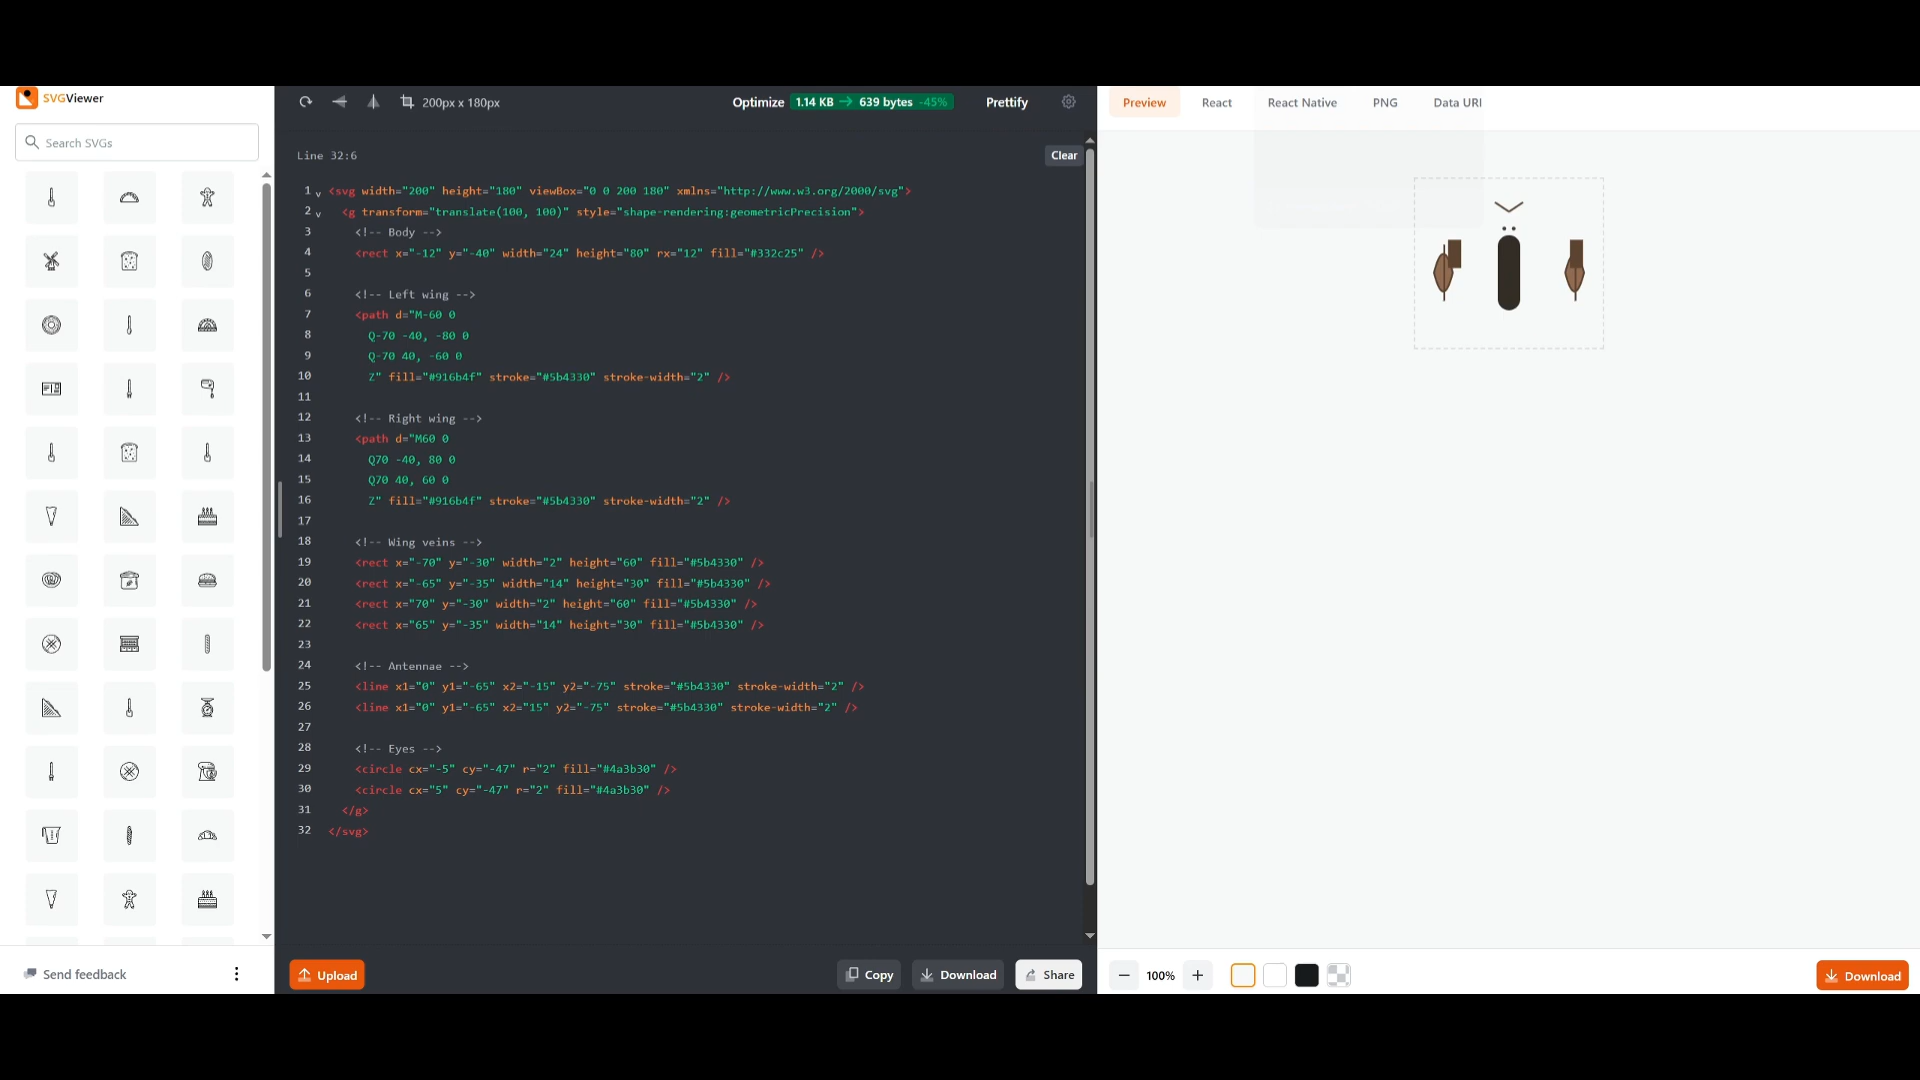 SVGViewer
Search SVGs
Send feedback
200px x 180px
Optimize 1.14 KB → 639 bytes -45%
Prettify
Line 32:6
Clear
1 <svg width="200" height="180" viewBox="0 0 200 180" xmlns="http://www.w3.org/2000/svg">
2 <g transform="translate(100, 100)" style="shape-rendering:geometricPrecision">
3 <!-- Body -->
4 <rect x="-12" y="-40" width="24" height="80" rx="12" fill="#332c25" />
5
6 <!-- Left wing -->
7 <path d="M-60 0
8 Q-70 -40, -80 0
9 Q-70 40, -60 0
10 Z" fill="#916b4f" stroke="#5b4330" stroke-width="2" />
11
12 <!-- Right wing -->
13 <path d="M60 0
14 Q70 -40, 80 0
15 Q70 40, 60 0
16 Z" fill="#916b4f" stroke="#5b4330" stroke-width="2" />
17
18 <!-- Wing veins -->
19 <rect x="-70" y="-30" width="2" height="60" fill="#5b4330" />
20 <rect x="-65" y="-35" width="14" height="30" fill="#5b4330" />
21 <rect x="70" y="-30" width="2" height="60" fill="#5b4330" />
22 <rect x="65" y="-35" width="14" height="30" fill="#5b4330" />
23
24 <!-- Antennae -->
25 <line x1="0" y1="-65" x2="-15" y2="-75" stroke="#5b4330" stroke-width="2" />
26 <line x1="0" y1="-65" x2="15" y2="-75" stroke="#5b4330" stroke-width="2" />
27
28 <!-- Eyes -->
29 <circle cx="-5" cy="-47" r="2" fill="#4a3b30" />
30 <circle cx="5" cy="-47" r="2" fill="#4a3b30" />
31 </g>
32 </svg>
Upload
Copy
Download
Share
Preview
React
React Native
PNG
Data URI
100%
Download